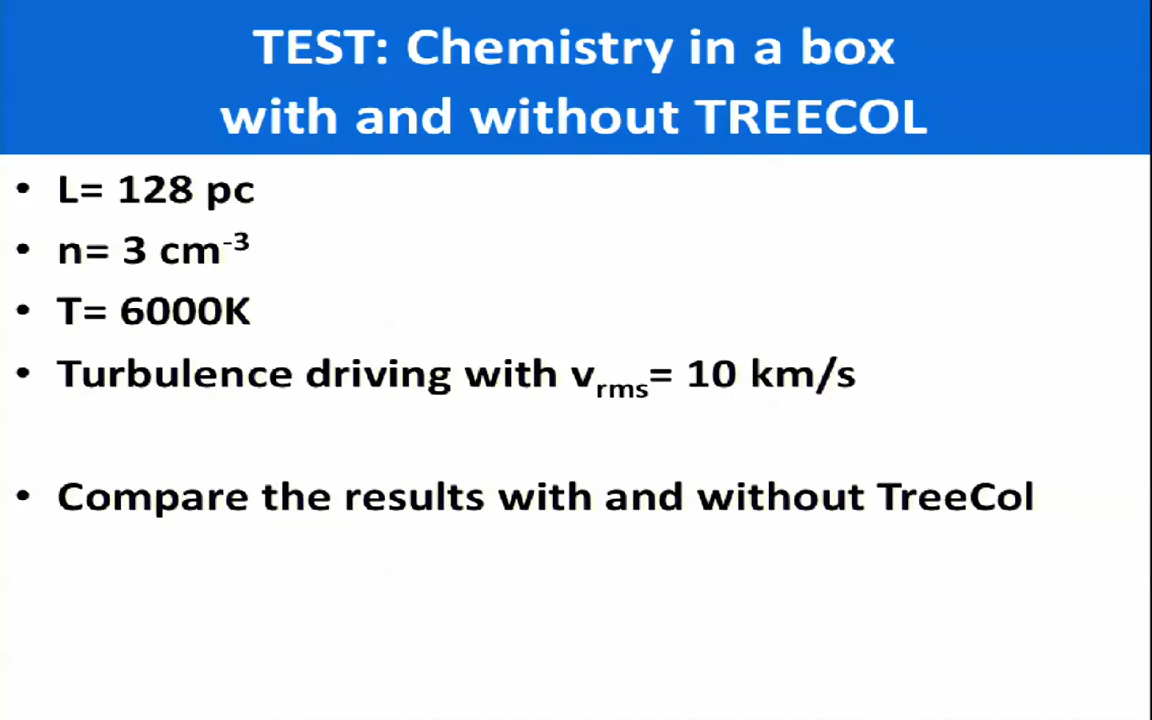 TEST: Chemistry in a box
with and without TREECOL
• L= 128 pc
• n= 3 cm⁻³
• T= 6000K
• Turbulence driving with vrms= 10 km/s
• Compare the results with and without TreeCol